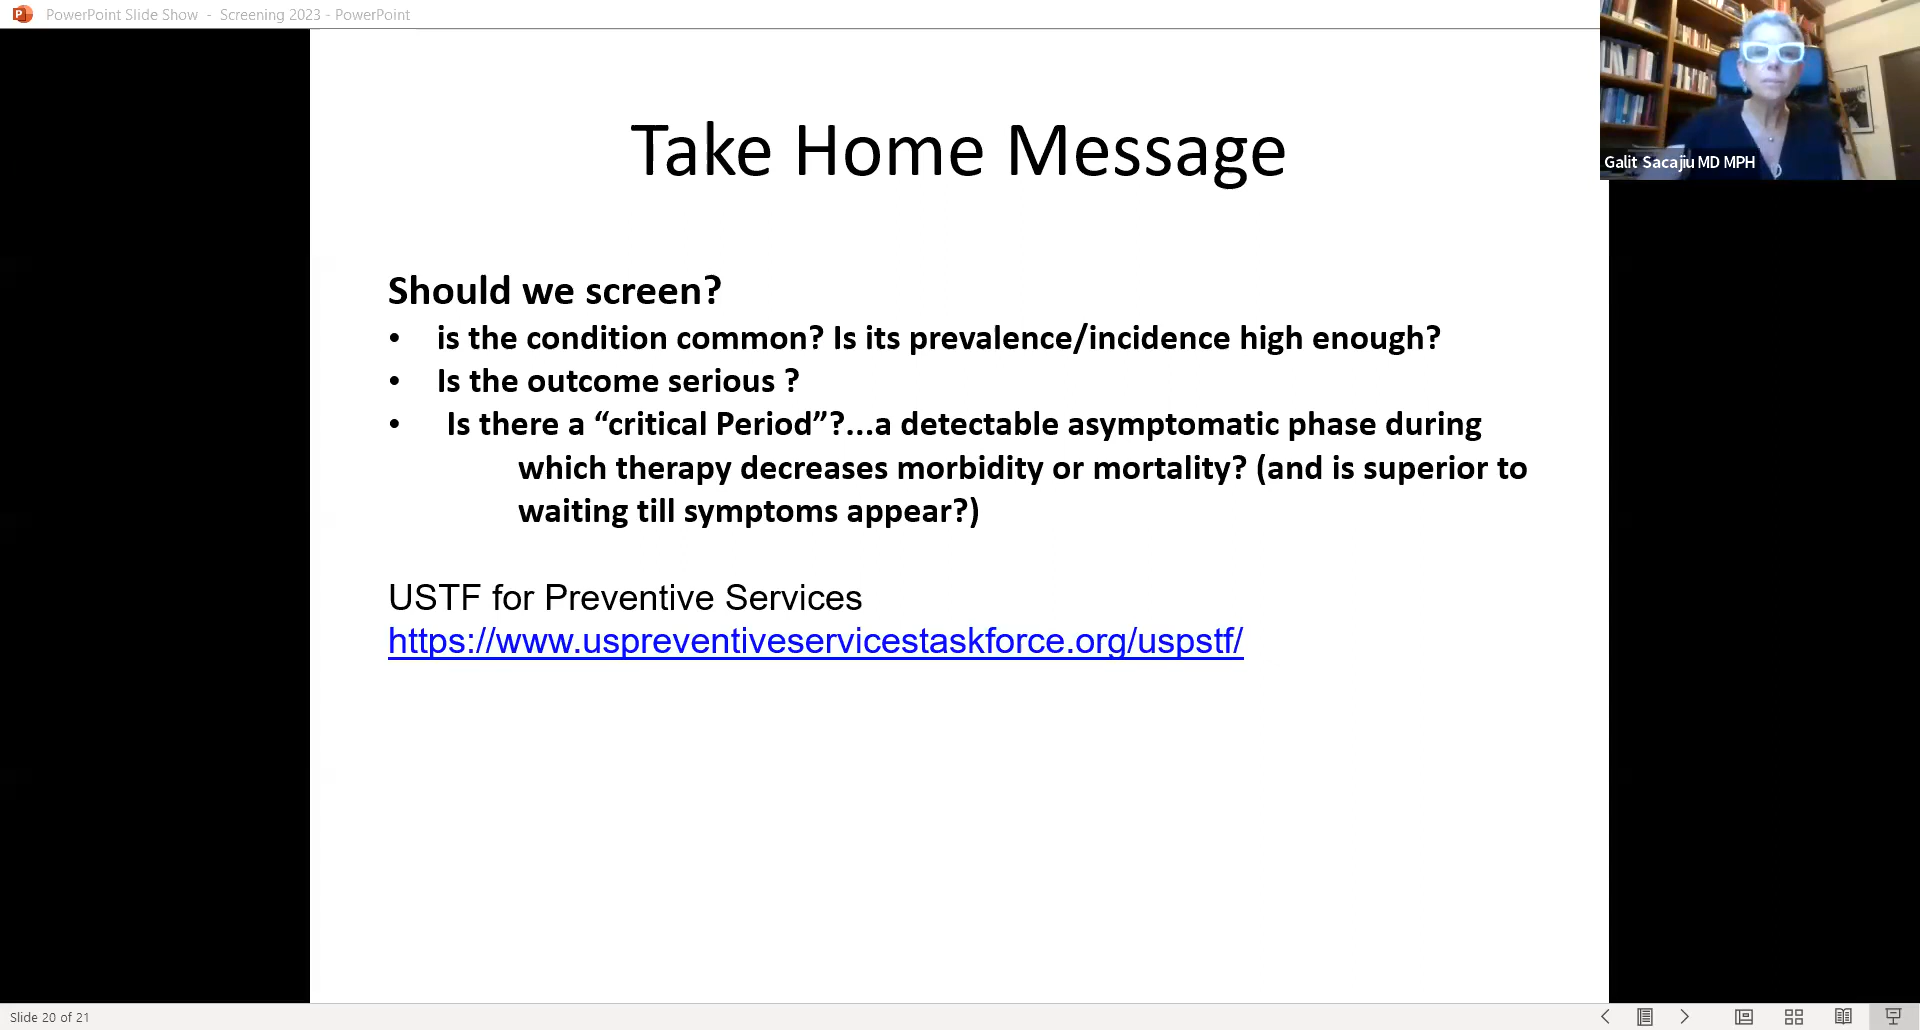 PowerPoint Slide Show - Screening 2023 - PowerPoint
Galit Sacajiu MD MPH
Take Home Message
Should we screen?
• is the condition common? Is its prevalence/incidence high enough?
• Is the outcome serious ?
• Is there a “critical Period”?...a detectable asymptomatic phase during
which therapy decreases morbidity or mortality? (and is superior to
waiting till symptoms appear?)
USTF for Preventive Services
https://www.uspreventiveservicestaskforce.org/uspstf/
Slide 20 of 21